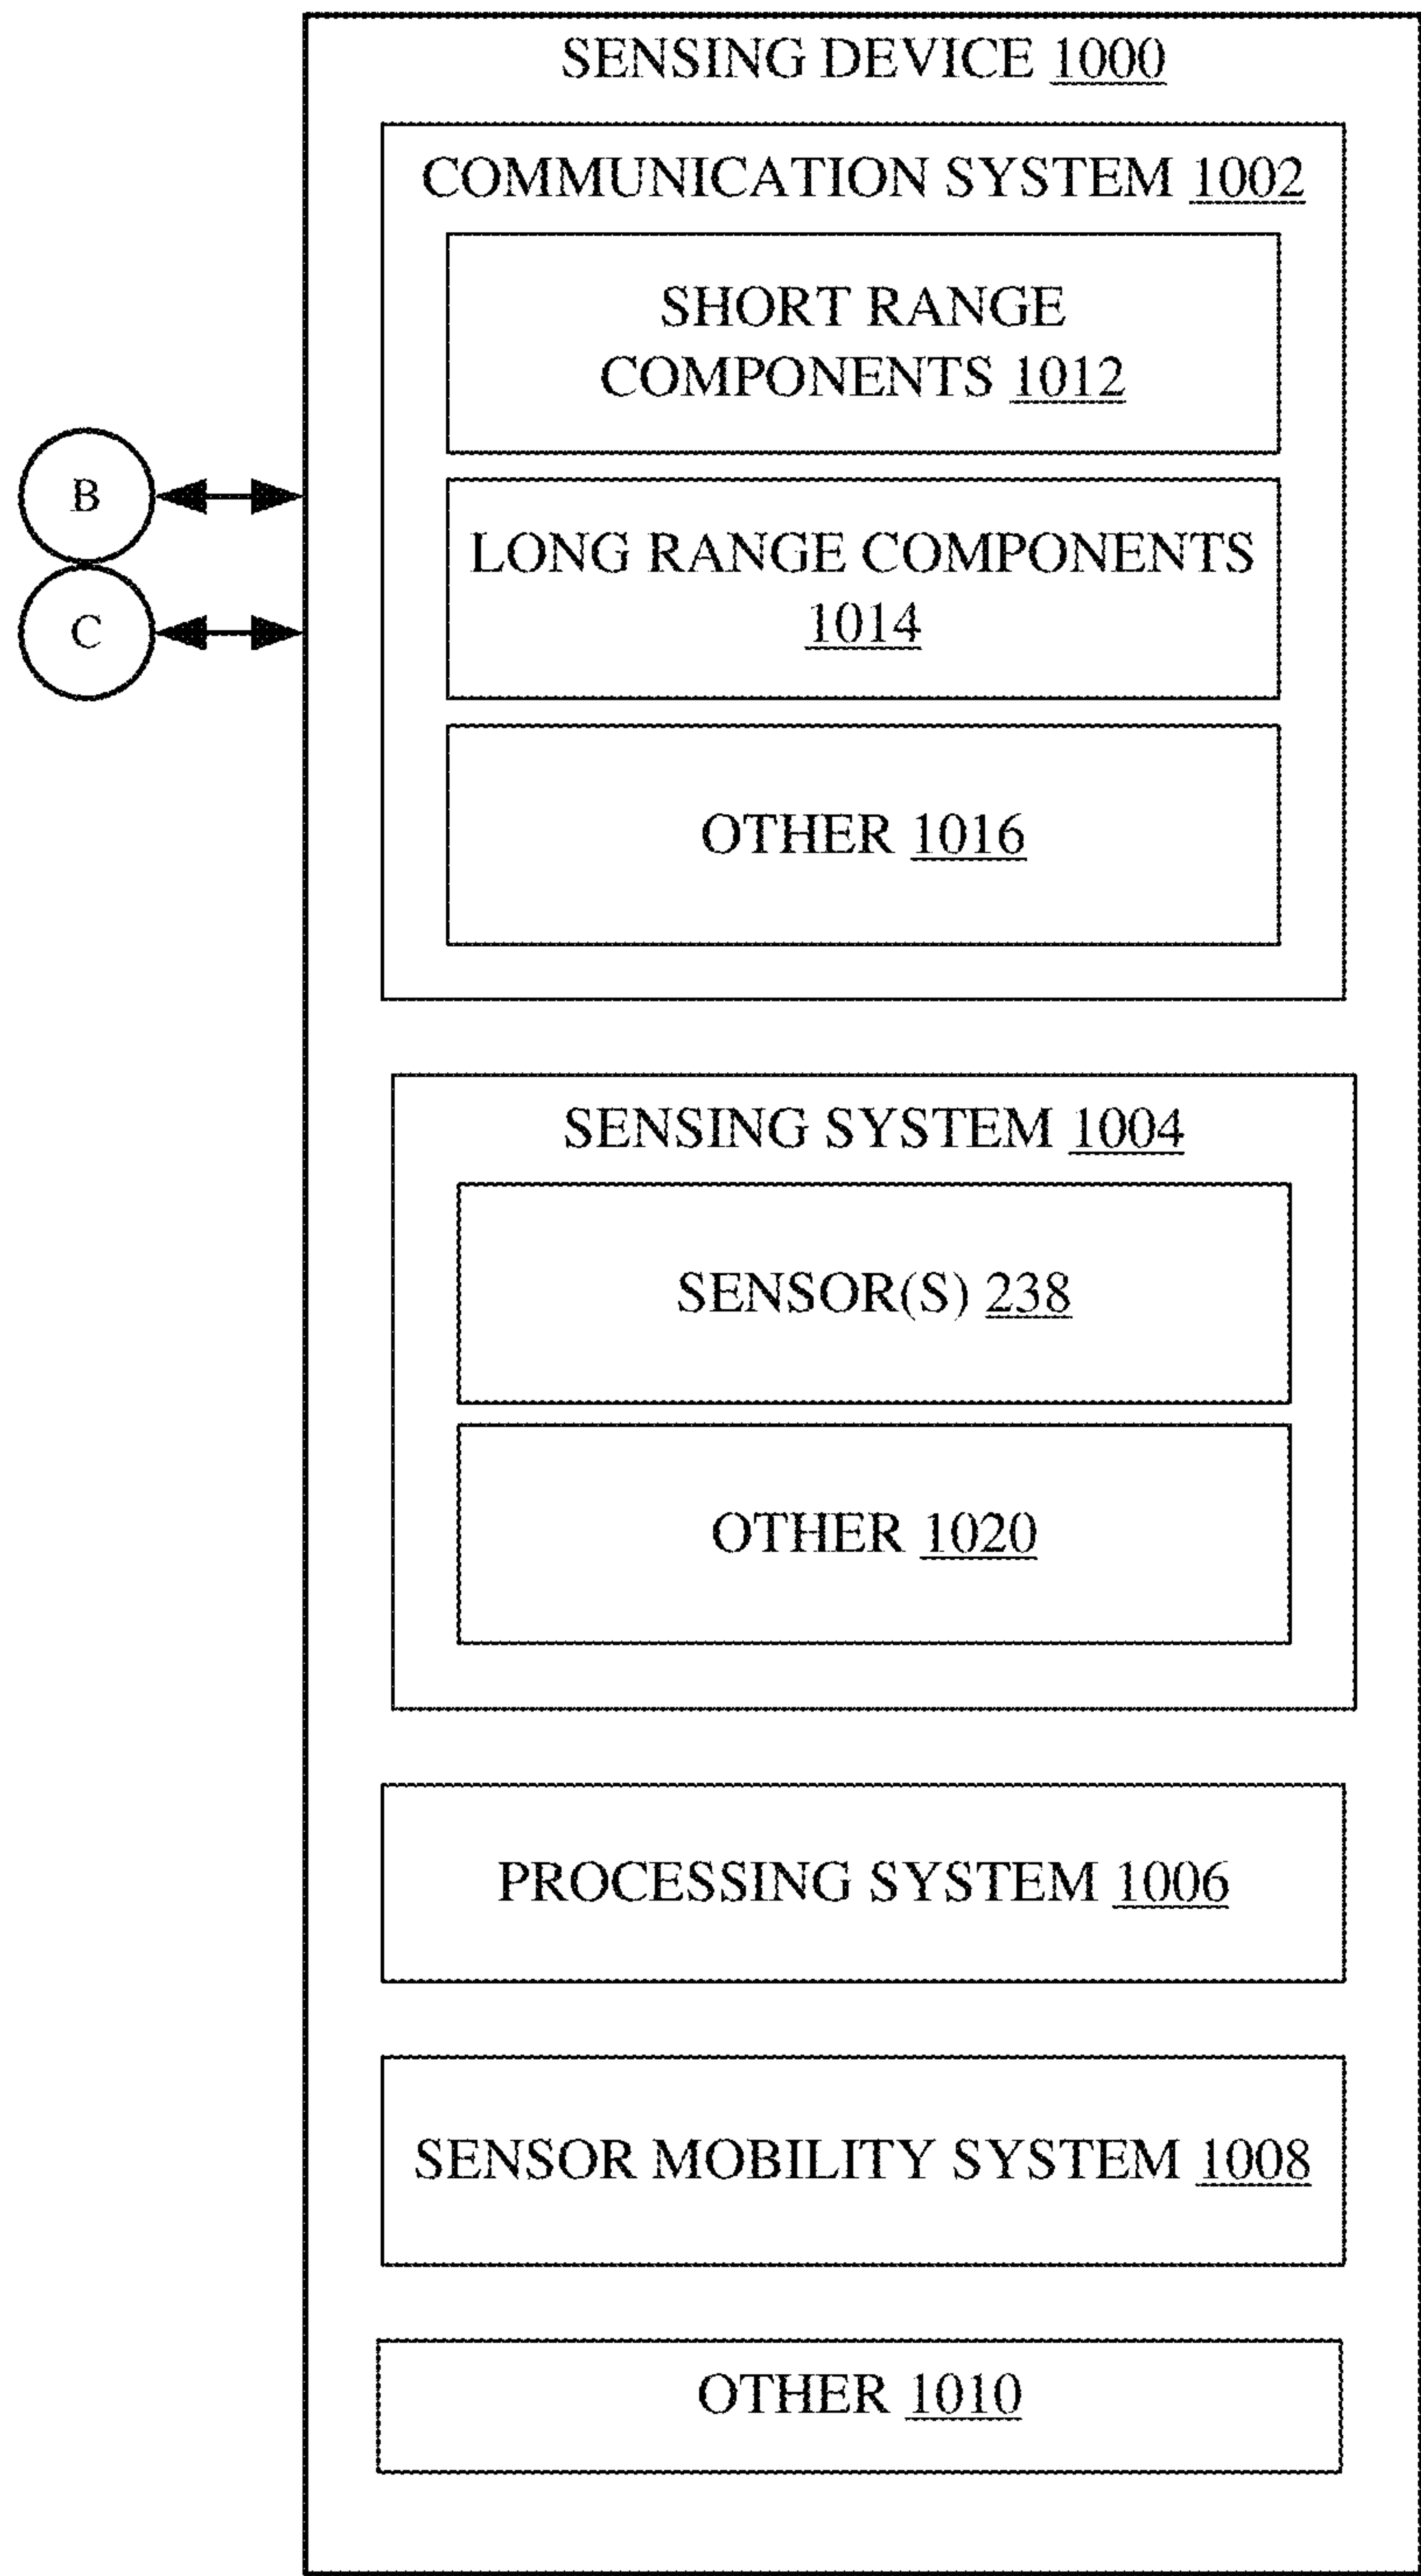 SENSING DEVICE 1000
COMMUNICATION SYSTEM 1002
SHORT RANGE
COMPONENTS 1012
B
LONG RANGE COMPONENTS
1014
C
OTHER 1016
SENSING SYSTEM 1004
SENSOR(S) 238
OTHER 1020
PROCESSING SYSTEM 1006
SENSOR MOBILITY SYSTEM 1008
OTHER 1010